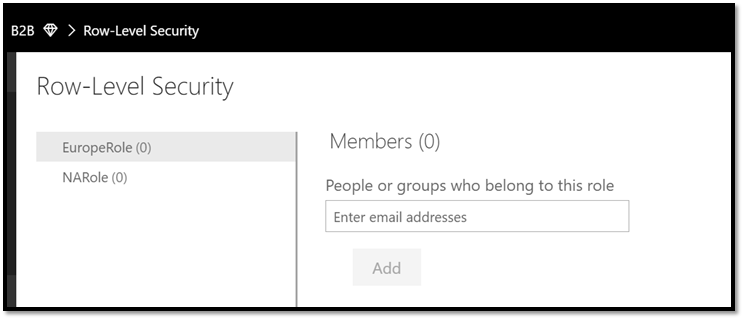 B2B > Row-Level Security
Row-Level Security
EuropeRole (0)
NARole (0)
Members (0)
People or groups who belong to this role
Enter email addresses
Add